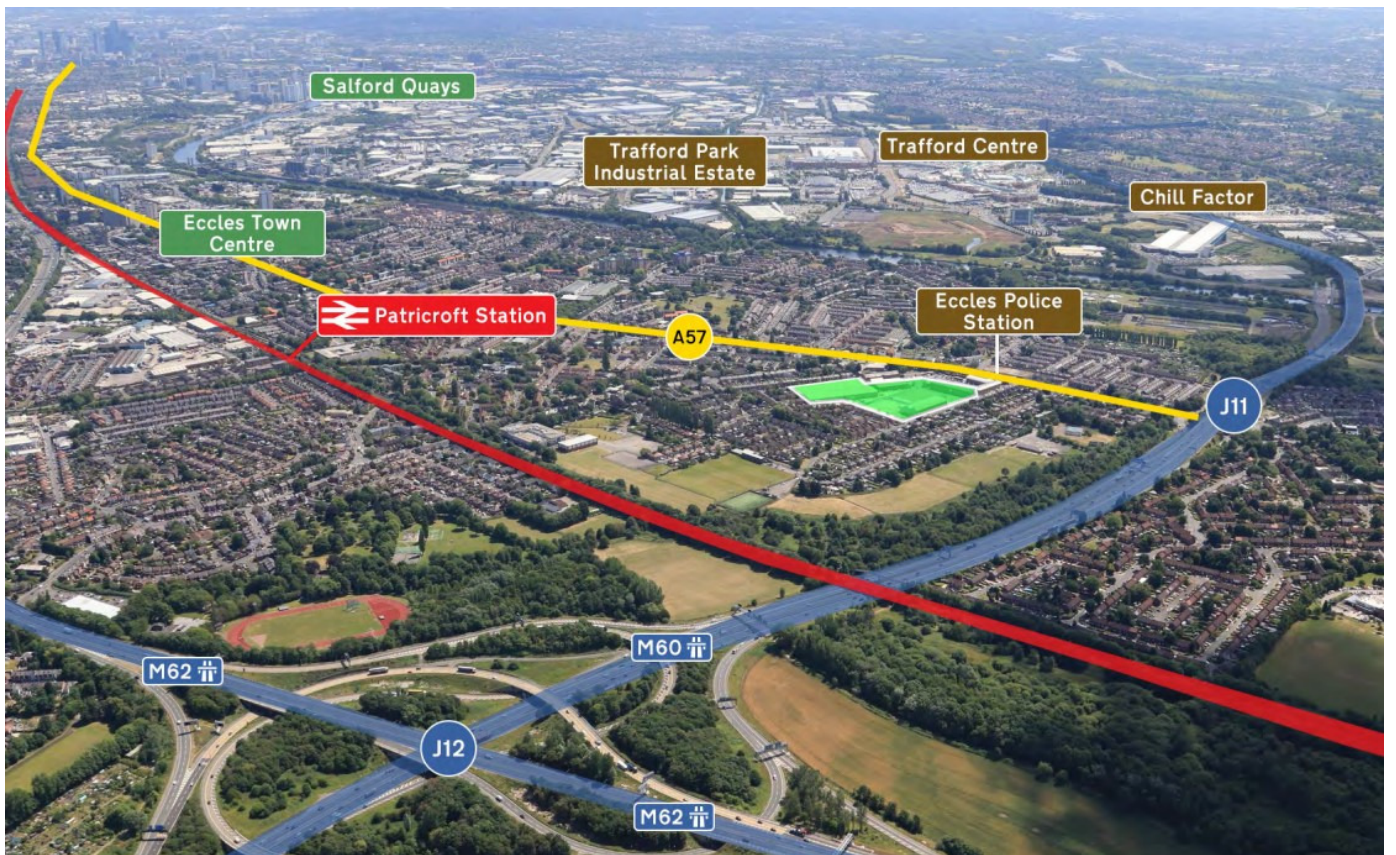 Salford Quays
Trafford Park
Industrial Estate
Trafford Centre
Chill Factor
Eccles Town
Centre
Patricroft Station
Eccles Police
Station
A57
J11
M62
M60
J12
M62